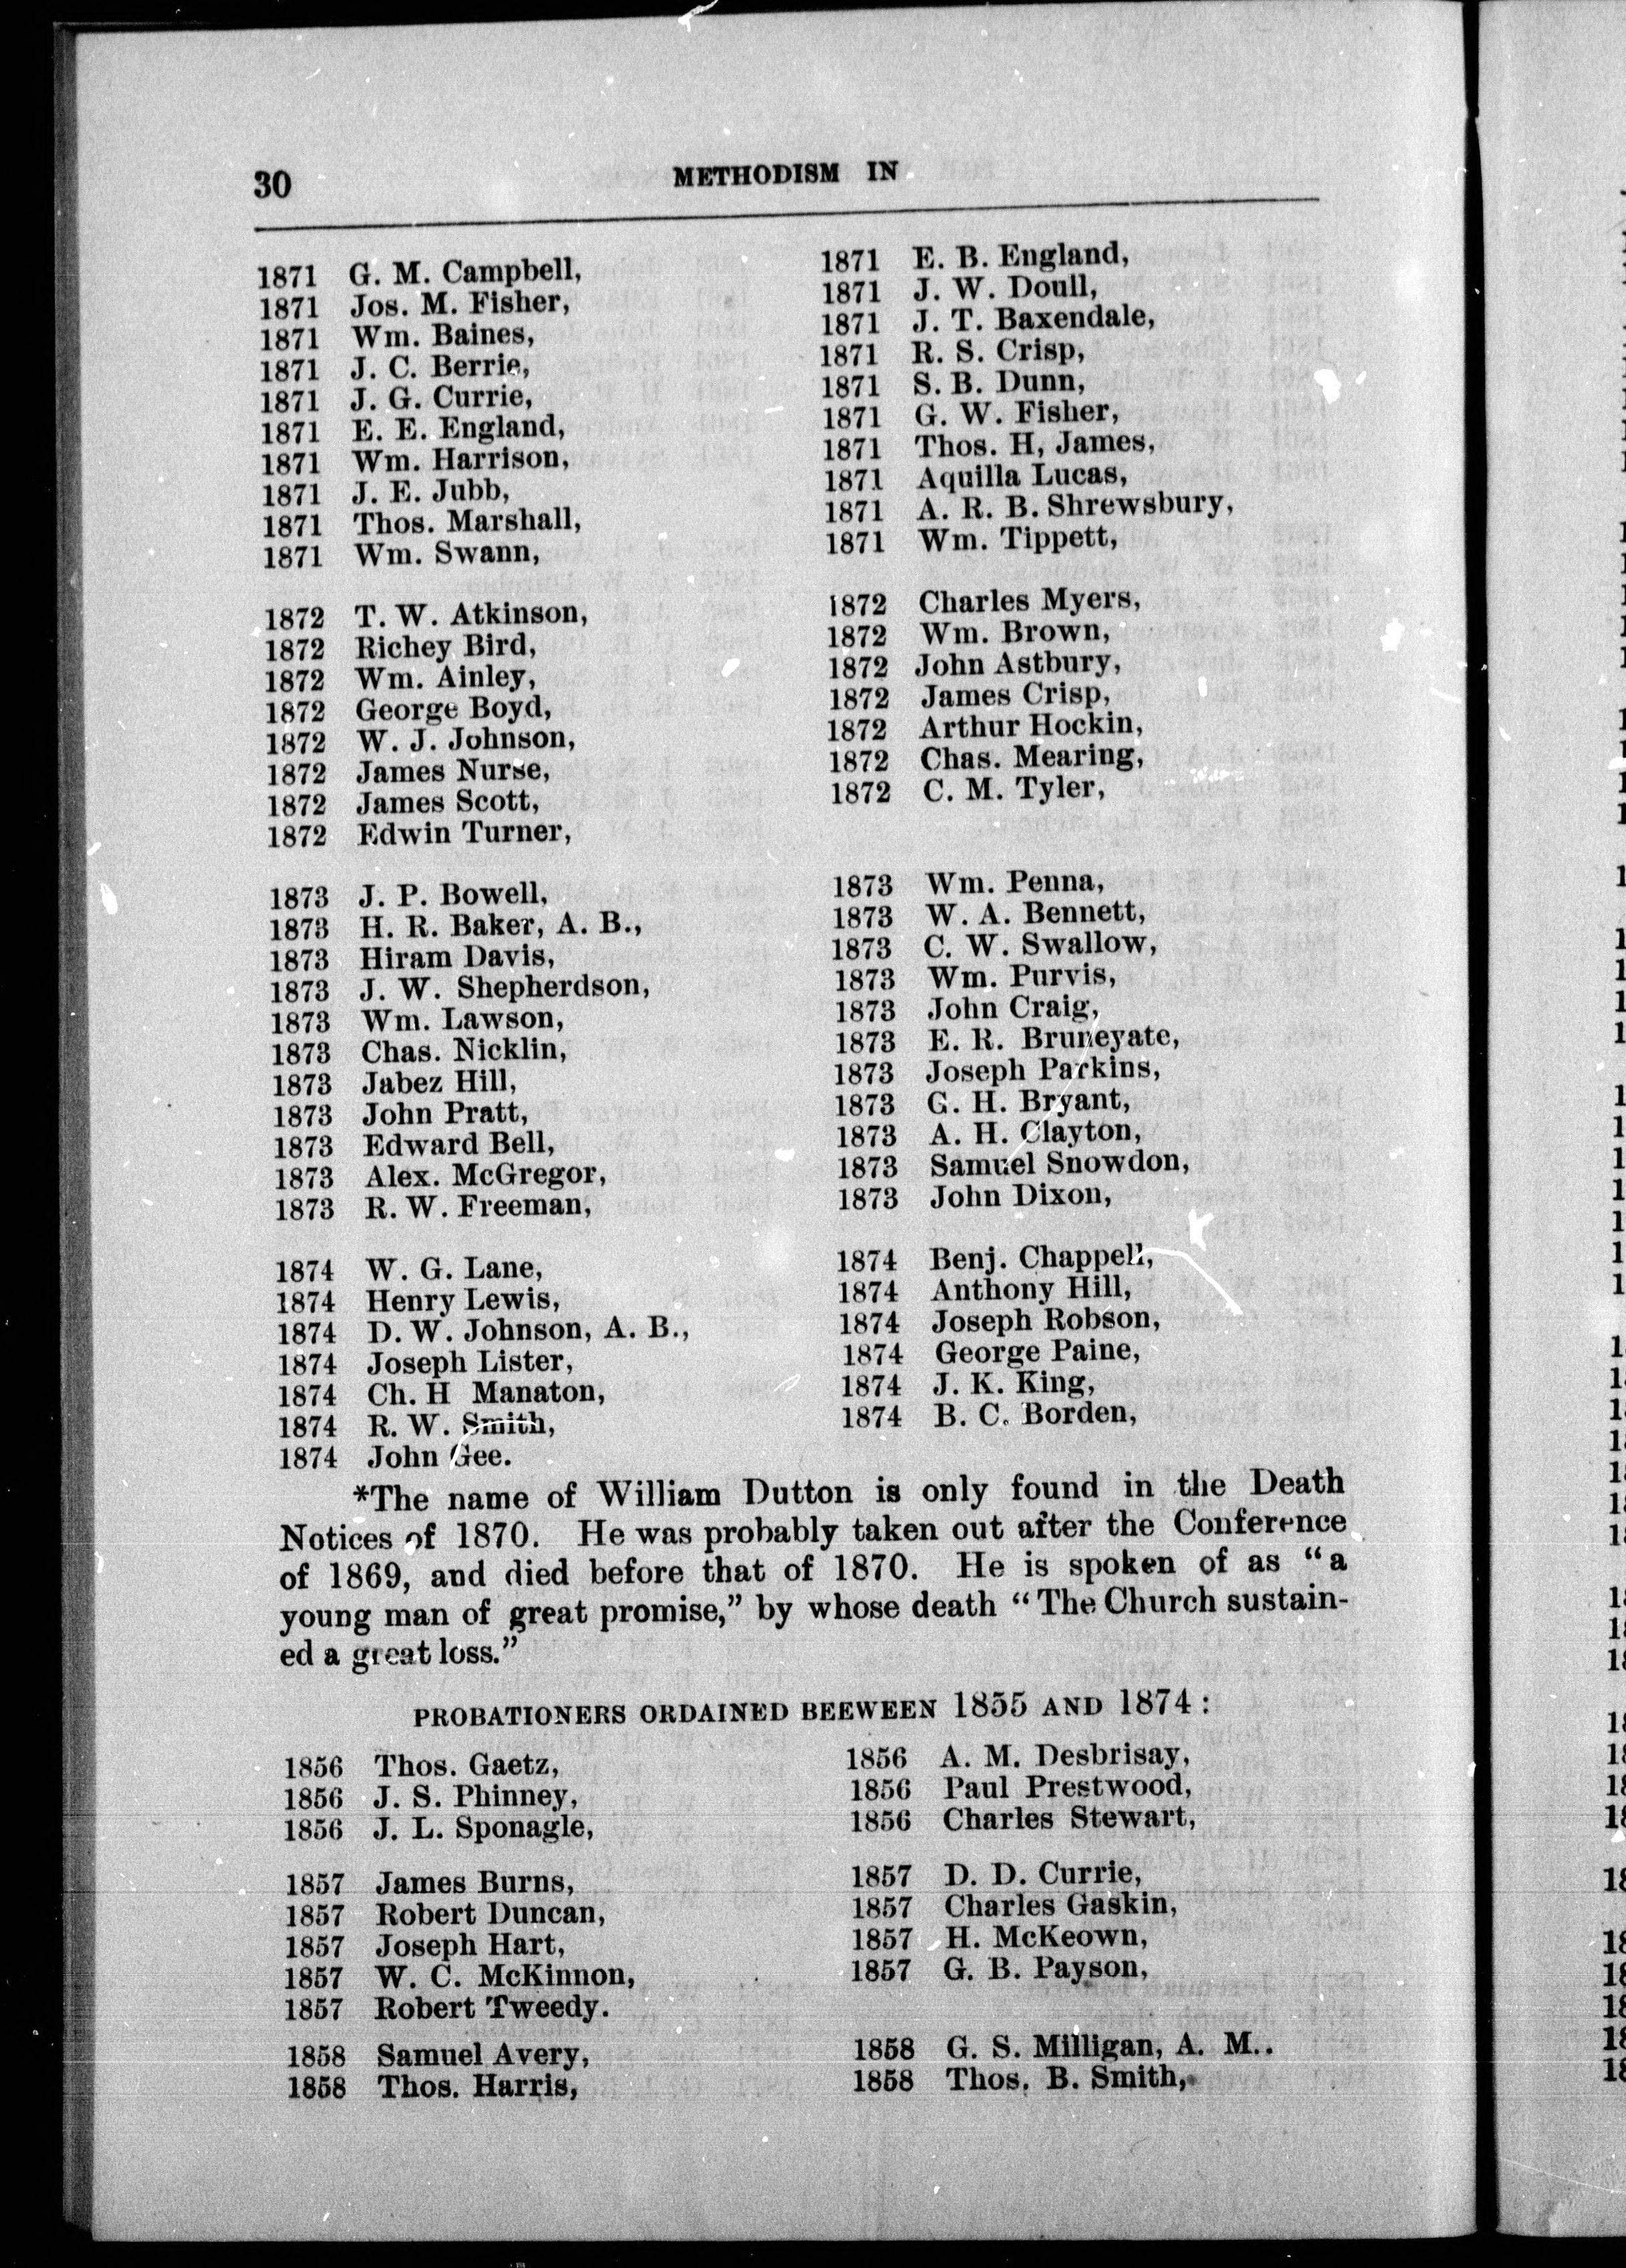 30
METHODISM IN
1871 G. M. Campbell,
1871 Jos. M. Fisher,
1871 Wm. Baines,
1871 J. C. Berrie,
1871 J. G. Currie,
1871 E. E. England,
1871 Wm. Harrison,
1871 J. E. Jubb,
1871 Thos. Marshall,
1871 Wm. Swann,
1872 T. W. Atkinson,
1872 Richey Bird,
1872 Wm. Ainley,
1872 George Boyd,
1872 W. J. Johnson,
1872 James Nurse,
1872 James Scott,
1872 Edwin Turner,
1873 J. P. Bowell,
1873 H. R. Baker, A. B.,
1873 Hiram Davis,
1873 J. W. Shepherdson,
1873 Wm. Lawson,
1873 Chas. Nicklin,
1873 Jabez Hill,
1873 John Pratt,
1873 Edward Bell,
1873 Alex. McGregor,
1873 R. W. Freeman,
1874 W. G. Lane,
1874 Henry Lewis,
1874 D. W. Johnson, A. B.,
1874 Joseph Lister,
1874 Ch. H Manaton,
1874 R. W. Smith,
1874 John Gee.
1871 E. B. England,
1871 J. W. Doull,
1871 J. T. Baxendale,
1871 R. S. Crisp,
1871 S. B. Dunn,
1871 G. W. Fisher,
1871 Thos. H, James,
1871 Aquilla Lucas,
1871 A. R. B. Shrewsbury,
1871 Wm. Tippett,
1872 Charles Myers,
1872 Wm. Brown,
1872 John Astbury,
1872 James Crisp,
1872 Arthur Hockin,
1872 Chas. Mearing,
1872 C. M. Tyler,
1873 Wm. Penna,
1873 W. A. Bennett,
1873 C. W. Swallow,
1873 Wm. Purvis,
1873 John Craig,
1873 E. R. Bruneyate,
1873 Joseph Parkins,
1873 G. H. Bryant,
1873 A. H. Clayton,
1873 Samuel Snowdon,
1873 John Dixon,
1874 Benj. Chappell,
1874 Anthony Hill,
1874 Joseph Robson,
1874 George Paine,
1874 J. K. King,
1874 B. C. Borden,
*The name of William Dutton is only found in the Death
Notices of 1870. He was probably taken out after the Conference
of 1869, and died before that of 1870. He is spoken of as "a
young man of great promise," by whose death "The Church sustain-
ed a great loss."
PROBATIONERS ORDAINED BEEWEEN 1855 AND 1874 :
1856 Thos. Gaetz,
1856 J. S. Phinney,
1856 J. L. Sponagle,
1857 James Burns,
1857 Robert Duncan,
1857 Joseph Hart,
1857 W. C. McKinnon,
1857 Robert Tweedy.
1858 Samuel Avery,
1858 Thos. Harris,
1856 A. M. Desbrisay,
1856 Paul Prestwood,
1856 Charles Stewart,
1857 D. D. Currie,
1857 Charles Gaskin,
1857 H. McKeown,
1857 G. B. Payson,
1858 G. S. Milligan, A. M..
1858 Thos. B. Smith,